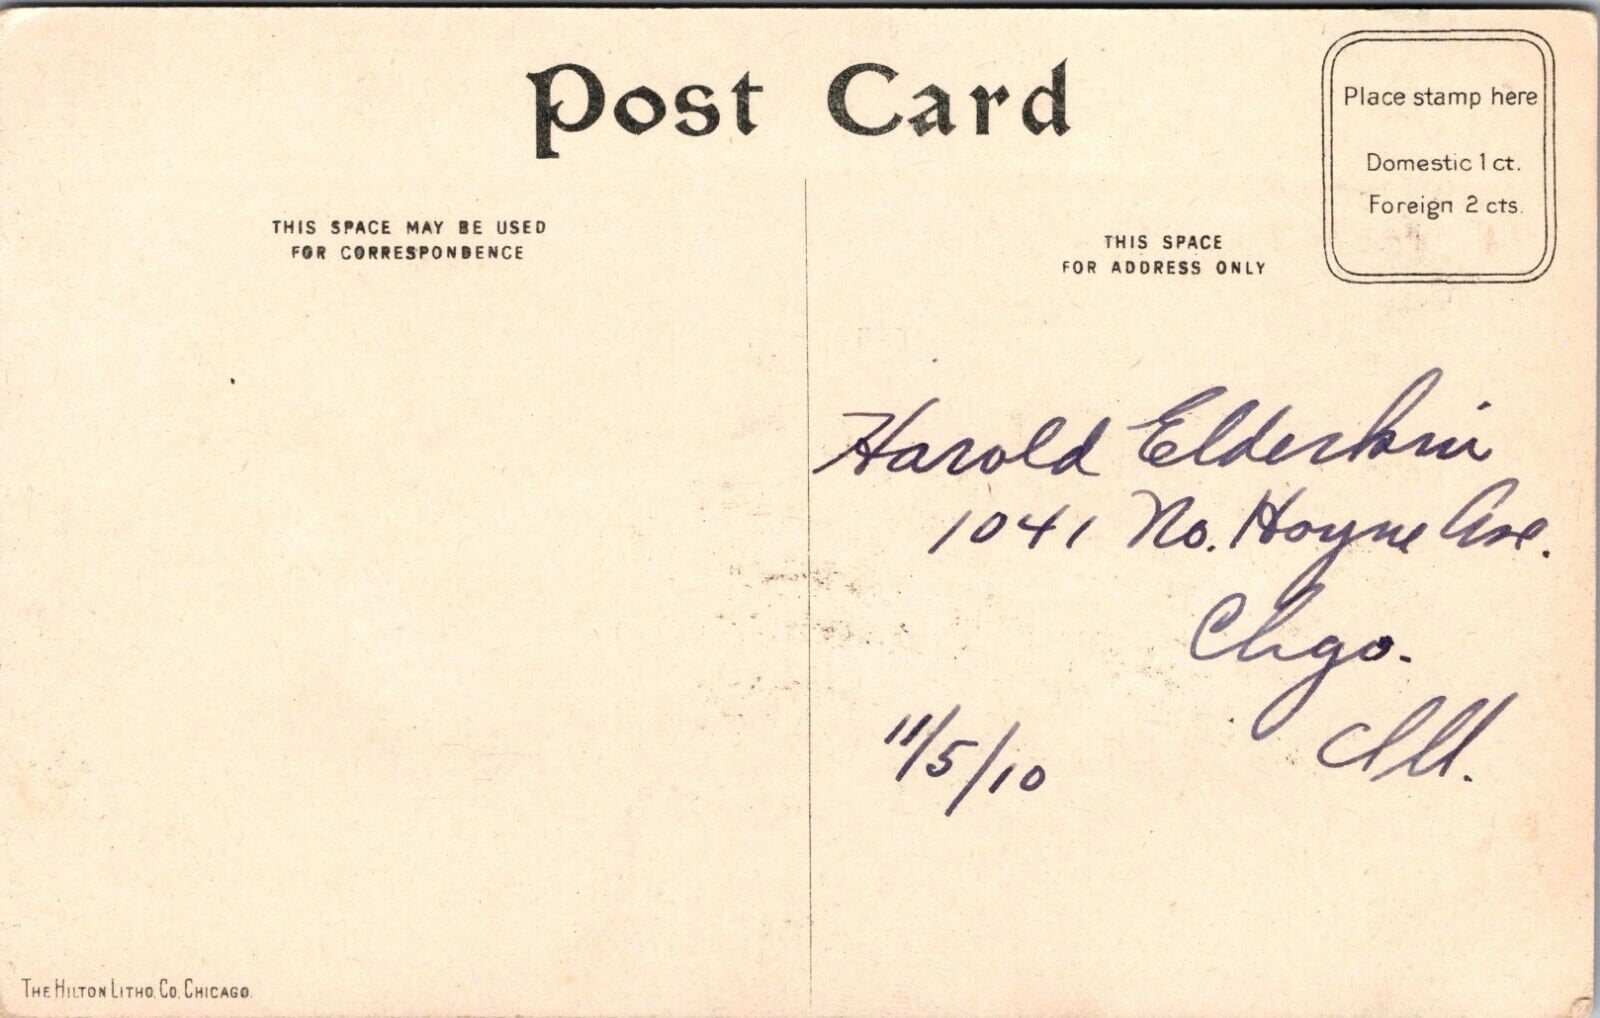 Post Card
Place stamp here
Domestic 1 ct.
Foreign 2 cts.
THIS SPACE MAY BE USED
FOR CORRESPONDENCE
THIS SPACE
FOR ADDRESS ONLY
Harold Elderkin
1041 No. Hoyne Ave.
Chgo.
Ill.
11/5/10
THE HILTON LITHO. CO. CHICAGO.